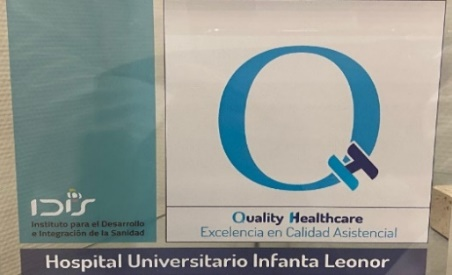 IDIS
Instituto para el Desarrollo
e Integración de la Sanidad
QH
Quality Healthcare
Excelencia en Calidad Asistencial
Hospital Universitario Infanta Leonor